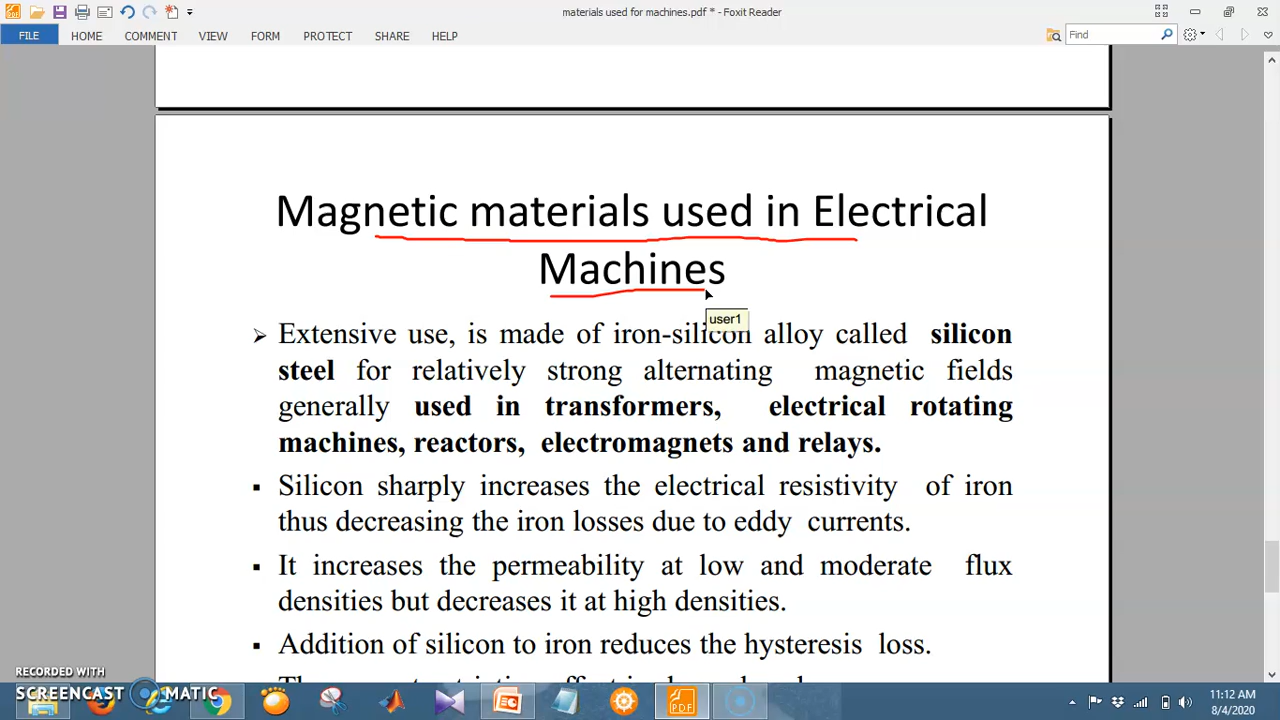 materials used for machines.pdf * - Foxit Reader
FILE HOME COMMENT VIEW FORM PROTECT SHARE HELP
Find
Magnetic materials used in Electrical
Machines
user1
➢ Extensive use, is made of iron-silicon alloy called silicon
steel for relatively strong alternating magnetic fields
generally used in transformers, electrical rotating
machines, reactors, electromagnets and relays.
▪ Silicon sharply increases the electrical resistivity of iron
thus decreasing the iron losses due to eddy currents.
▪ It increases the permeability at low and moderate flux
densities but decreases it at high densities.
▪ Addition of silicon to iron reduces the hysteresis loss.
RECORDED WITH
SCREENCAST MATIC
PDF
11:12 AM
8/4/2020